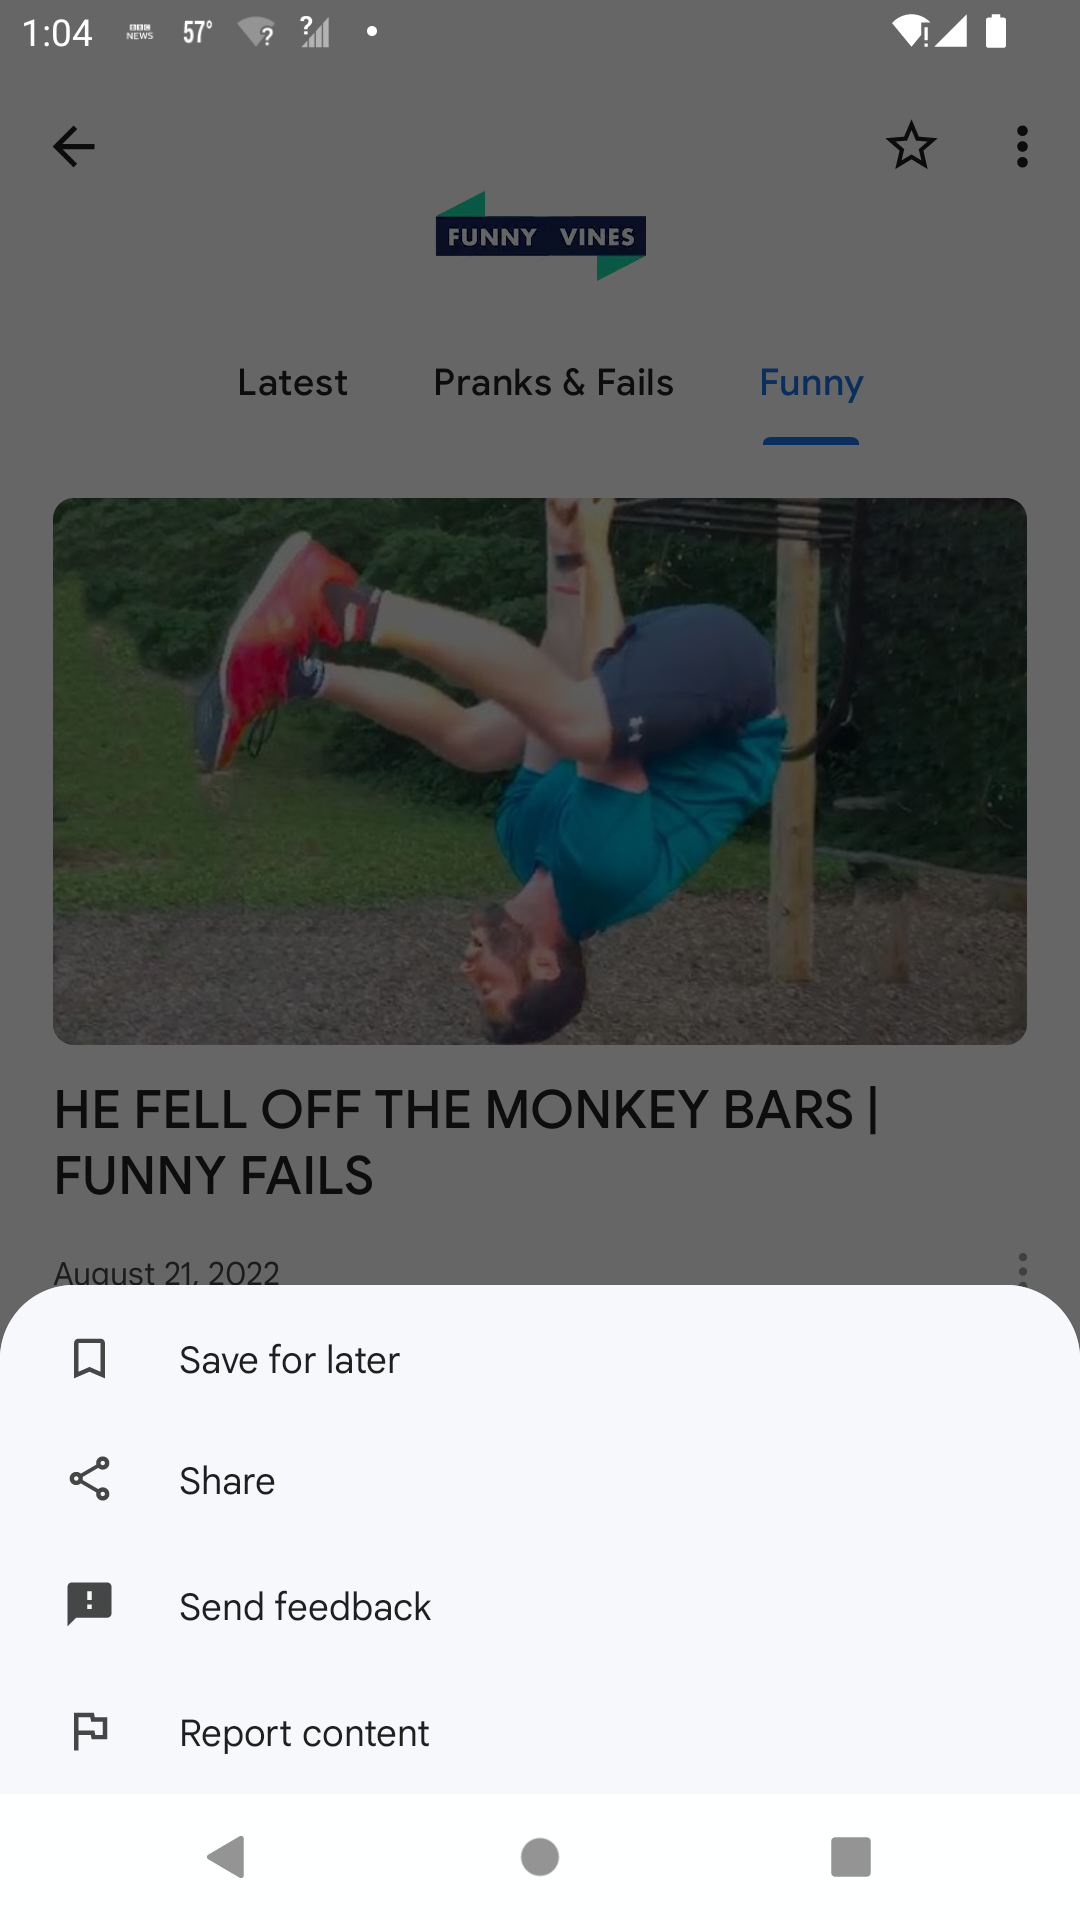 1:04 BBC NEWS 57° ?
FUNNY VINES
Latest Pranks & Fails Funny
HE FELL OFF THE MONKEY BARS |
FUNNY FAILS
August 21, 2022
Save for later
Share
Send feedback
Report content